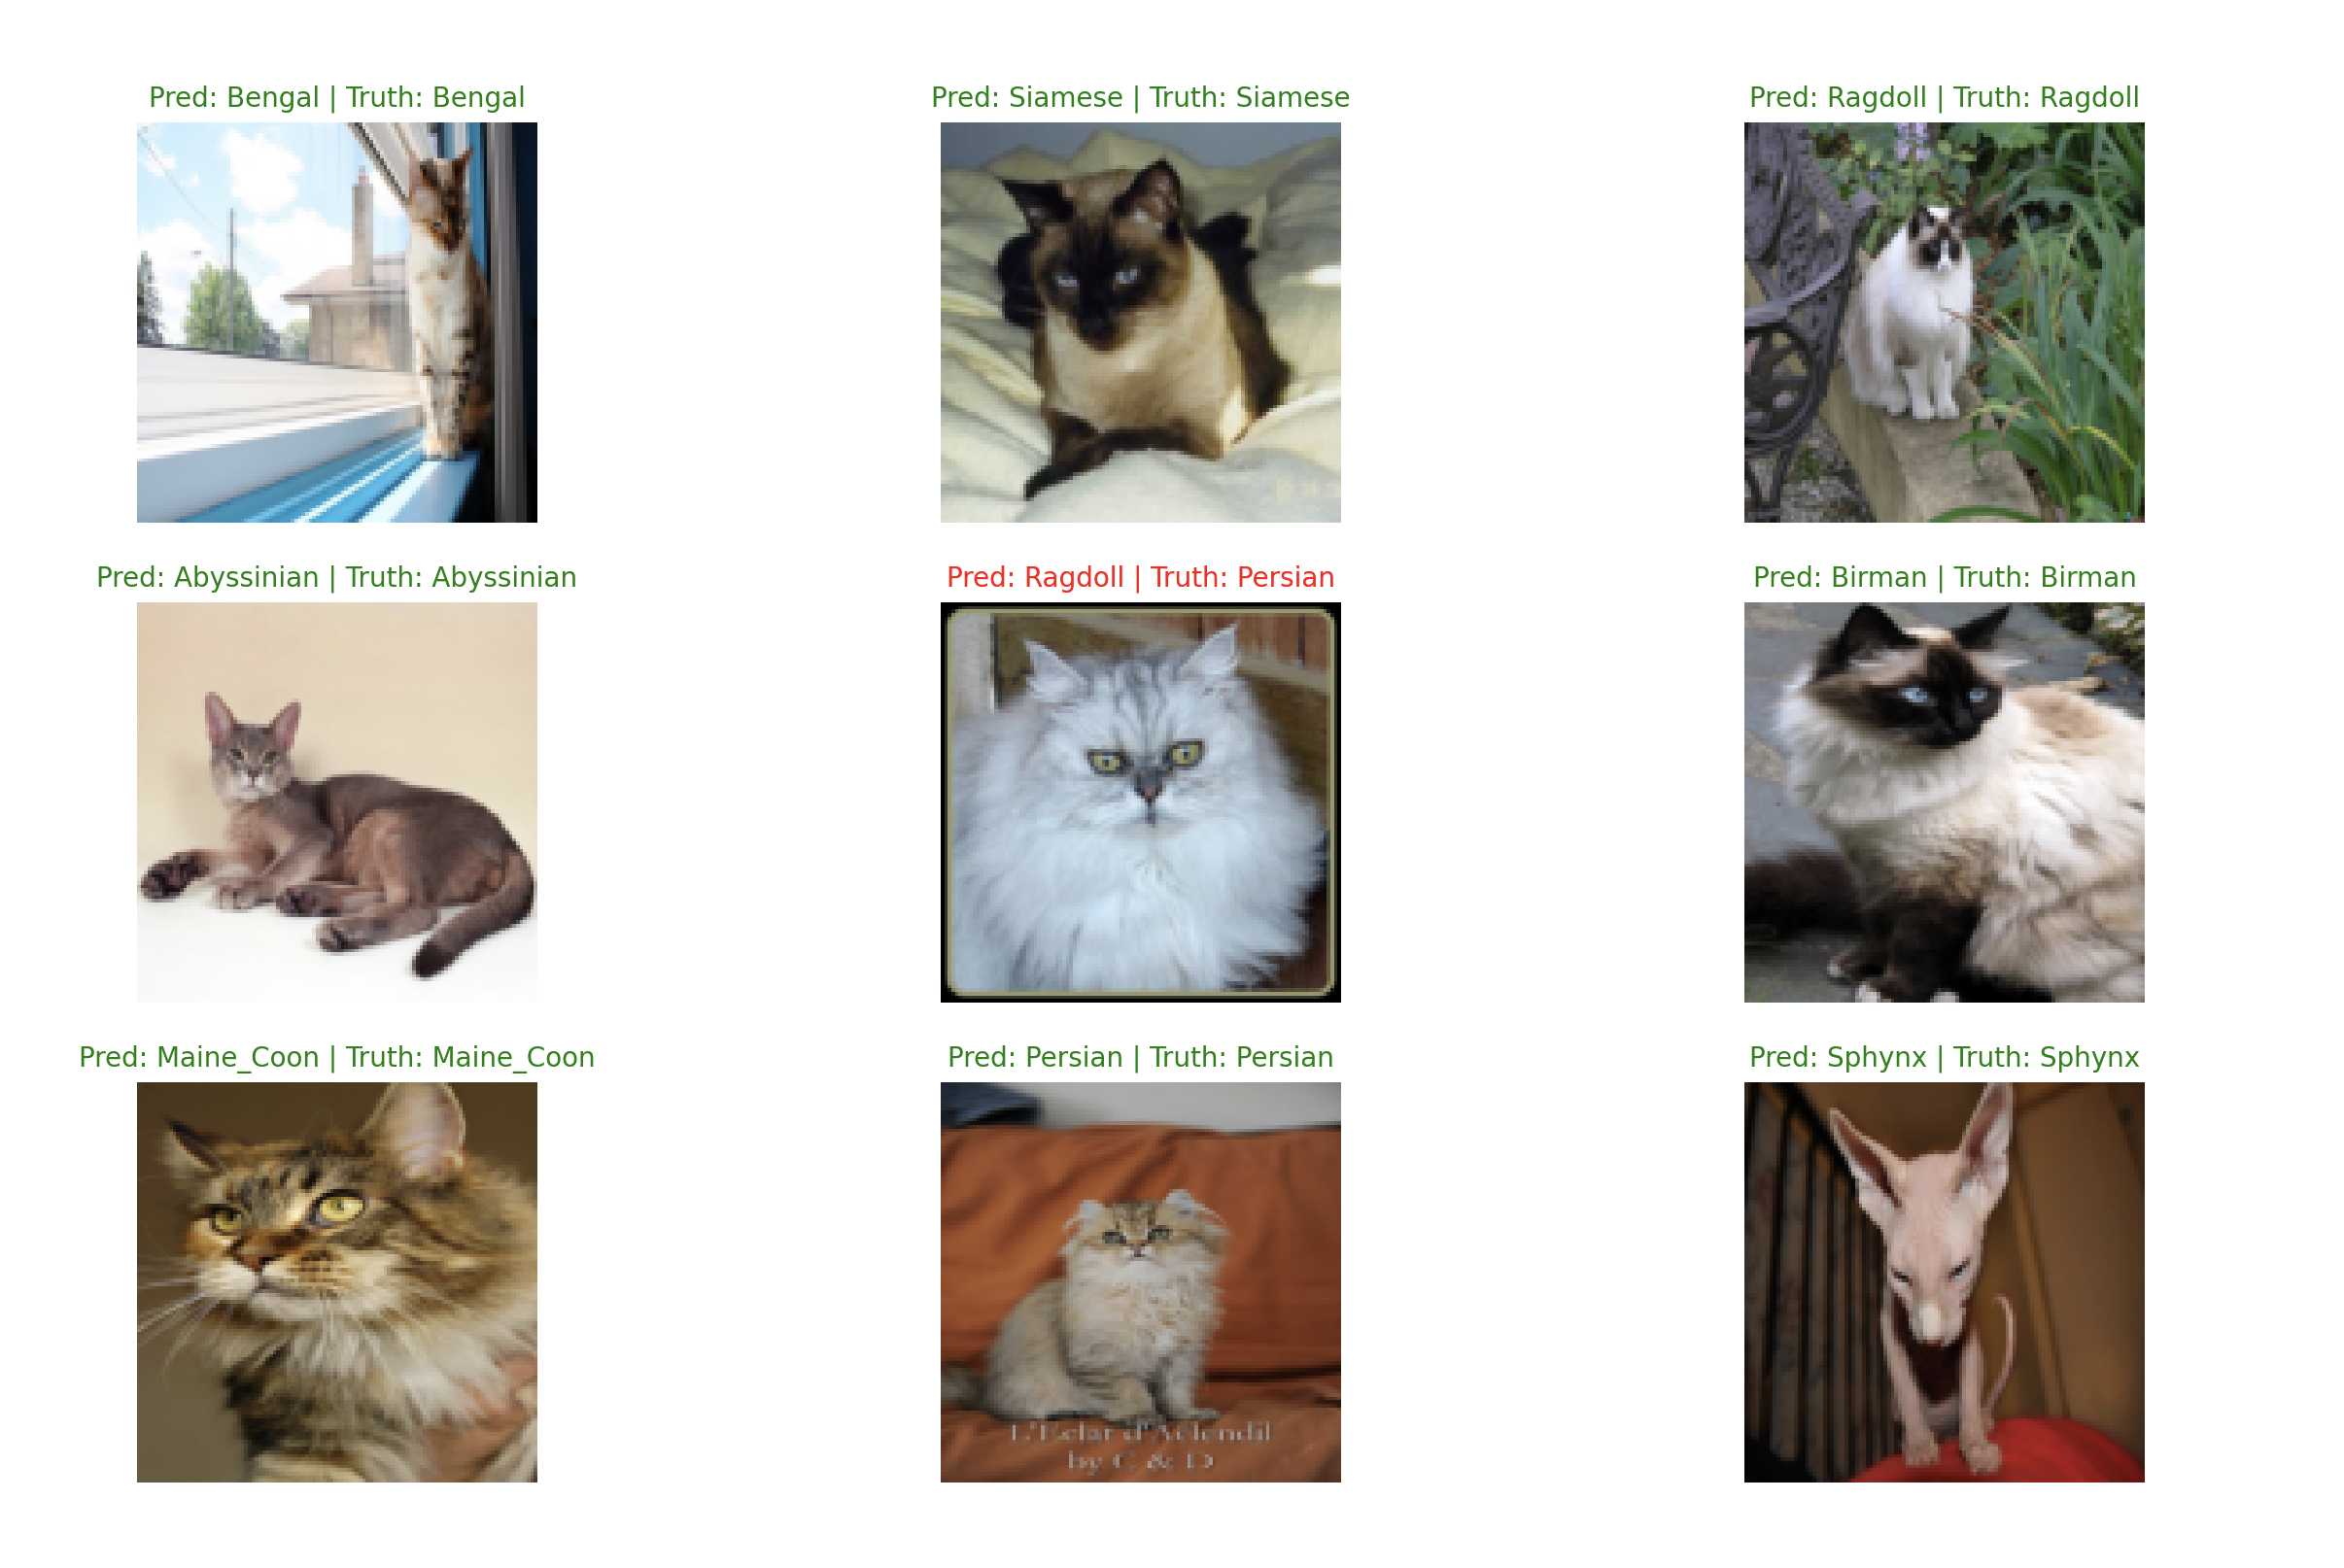 Pred: Bengal | Truth: Bengal
Pred: Siamese | Truth: Siamese
Pred: Ragdoll | Truth: Ragdoll
Pred: Abyssinian | Truth: Abyssinian
Pred: Ragdoll | Truth: Persian
Pred: Birman | Truth: Birman
Pred: Maine_Coon | Truth: Maine_Coon
Pred: Persian | Truth: Persian
Pred: Sphynx | Truth: Sphynx
by C & D